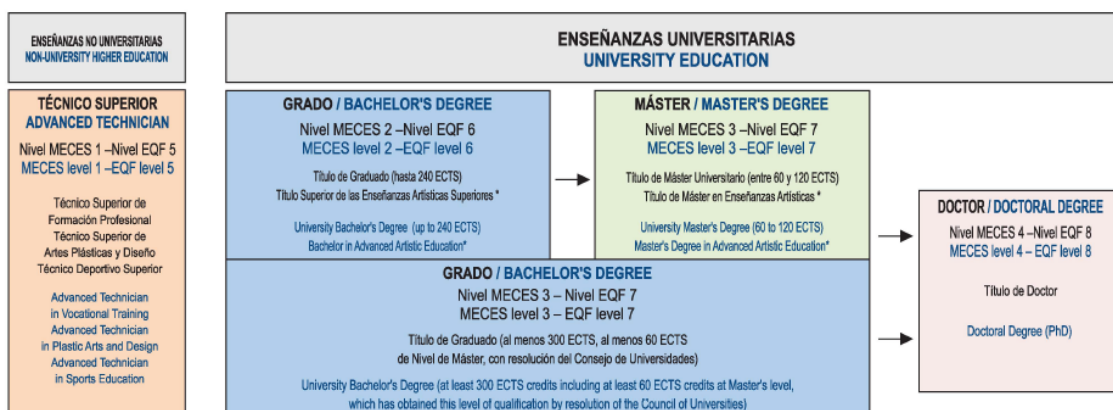 ENSEÑANZAS NO UNIVERSITARIAS
NON-UNIVERSITY HIGHER EDUCATION
ENSEÑANZAS UNIVERSITARIAS
UNIVERSITY EDUCATION
TÉCNICO SUPERIOR
ADVANCED TECHNICIAN
Nivel MECES 1 –Nivel EQF 5
MECES level 1 –EQF level 5
Técnico Superior de
Formación Profesional
Técnico Superior de
Artes Plásticas y Diseño
Técnico Deportivo Superior
Advanced Technician
in Vocational Training
Advanced Technician
in Plastic Arts and Design
Advanced Technician
in Sports Education
GRADO / BACHELOR'S DEGREE
Nivel MECES 2 –Nivel EQF 6
MECES level 2 –EQF level 6
Título de Graduado (hasta 240 ECTS)
Título Superior de las Enseñanzas Artísticas Superiores *
University Bachelor's Degree (up to 240 ECTS)
Bachelor in Advanced Artistic Education*
MÁSTER / MASTER'S DEGREE
Nivel MECES 3 –Nivel EQF 7
MECES level 3 –EQF level 7
Título de Máster Universitario (entre 60 y 120 ECTS)
Título de Máster en Enseñanzas Artísticas *
University Master's Degree (60 to 120 ECTS)
Master's Degree in Advanced Artistic Education*
GRADO / BACHELOR'S DEGREE
Nivel MECES 3 – Nivel EQF 7
MECES level 3 – EQF level 7
Título de Graduado (al menos 300 ECTS, al menos 60 ECTS
de Nivel de Máster, con resolución del Consejo de Universidades)
University Bachelor's Degree (at least 300 ECTS credits including at least 60 ECTS credits at Master's level,
which has obtained this level of qualification by resolution of the Council of Universities)
DOCTOR / DOCTORAL DEGREE
Nivel MECES 4 –Nivel EQF 8
MECES level 4 – EQF level 8
Título de Doctor
Doctoral Degree (PhD)